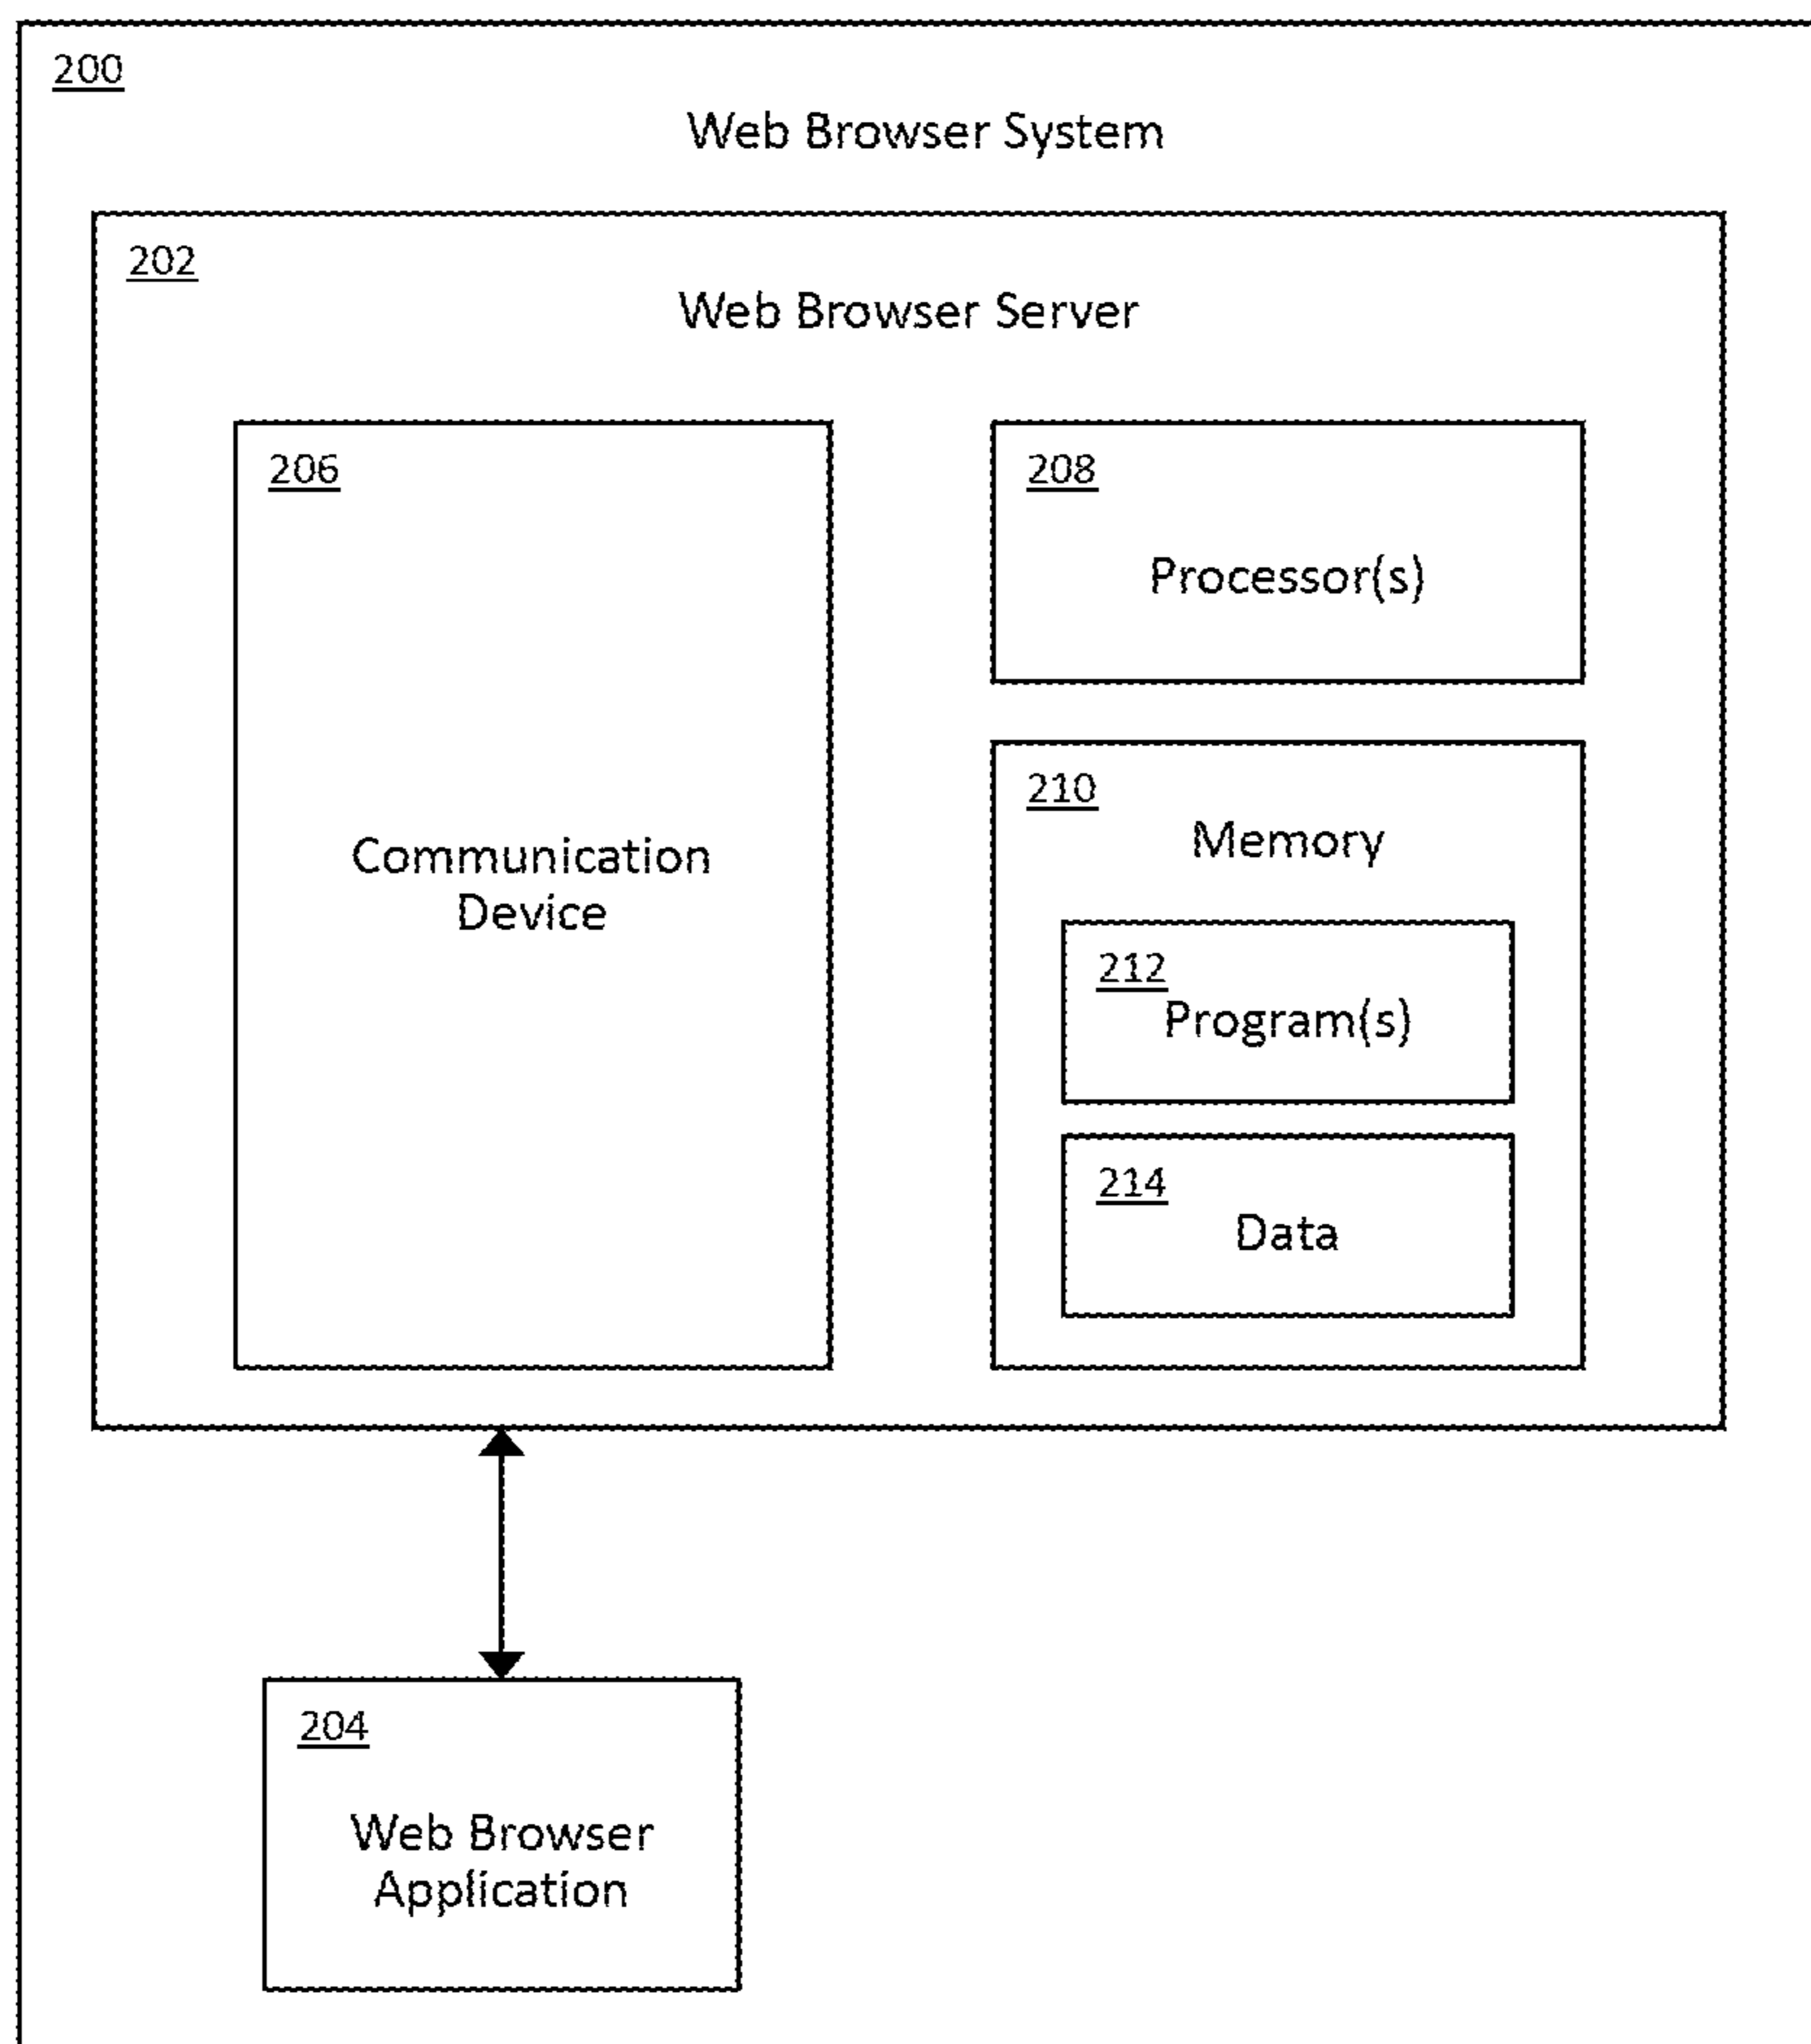 200
Web Browser System
202
Web Browser Server
206
Communication
Device
208
Processor(s)
210
Memory
212
Program(s)
214
Data
204
Web Browser
Application